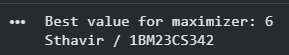 Best value for maximizer: 6
Sthavir / 1BM23CS342